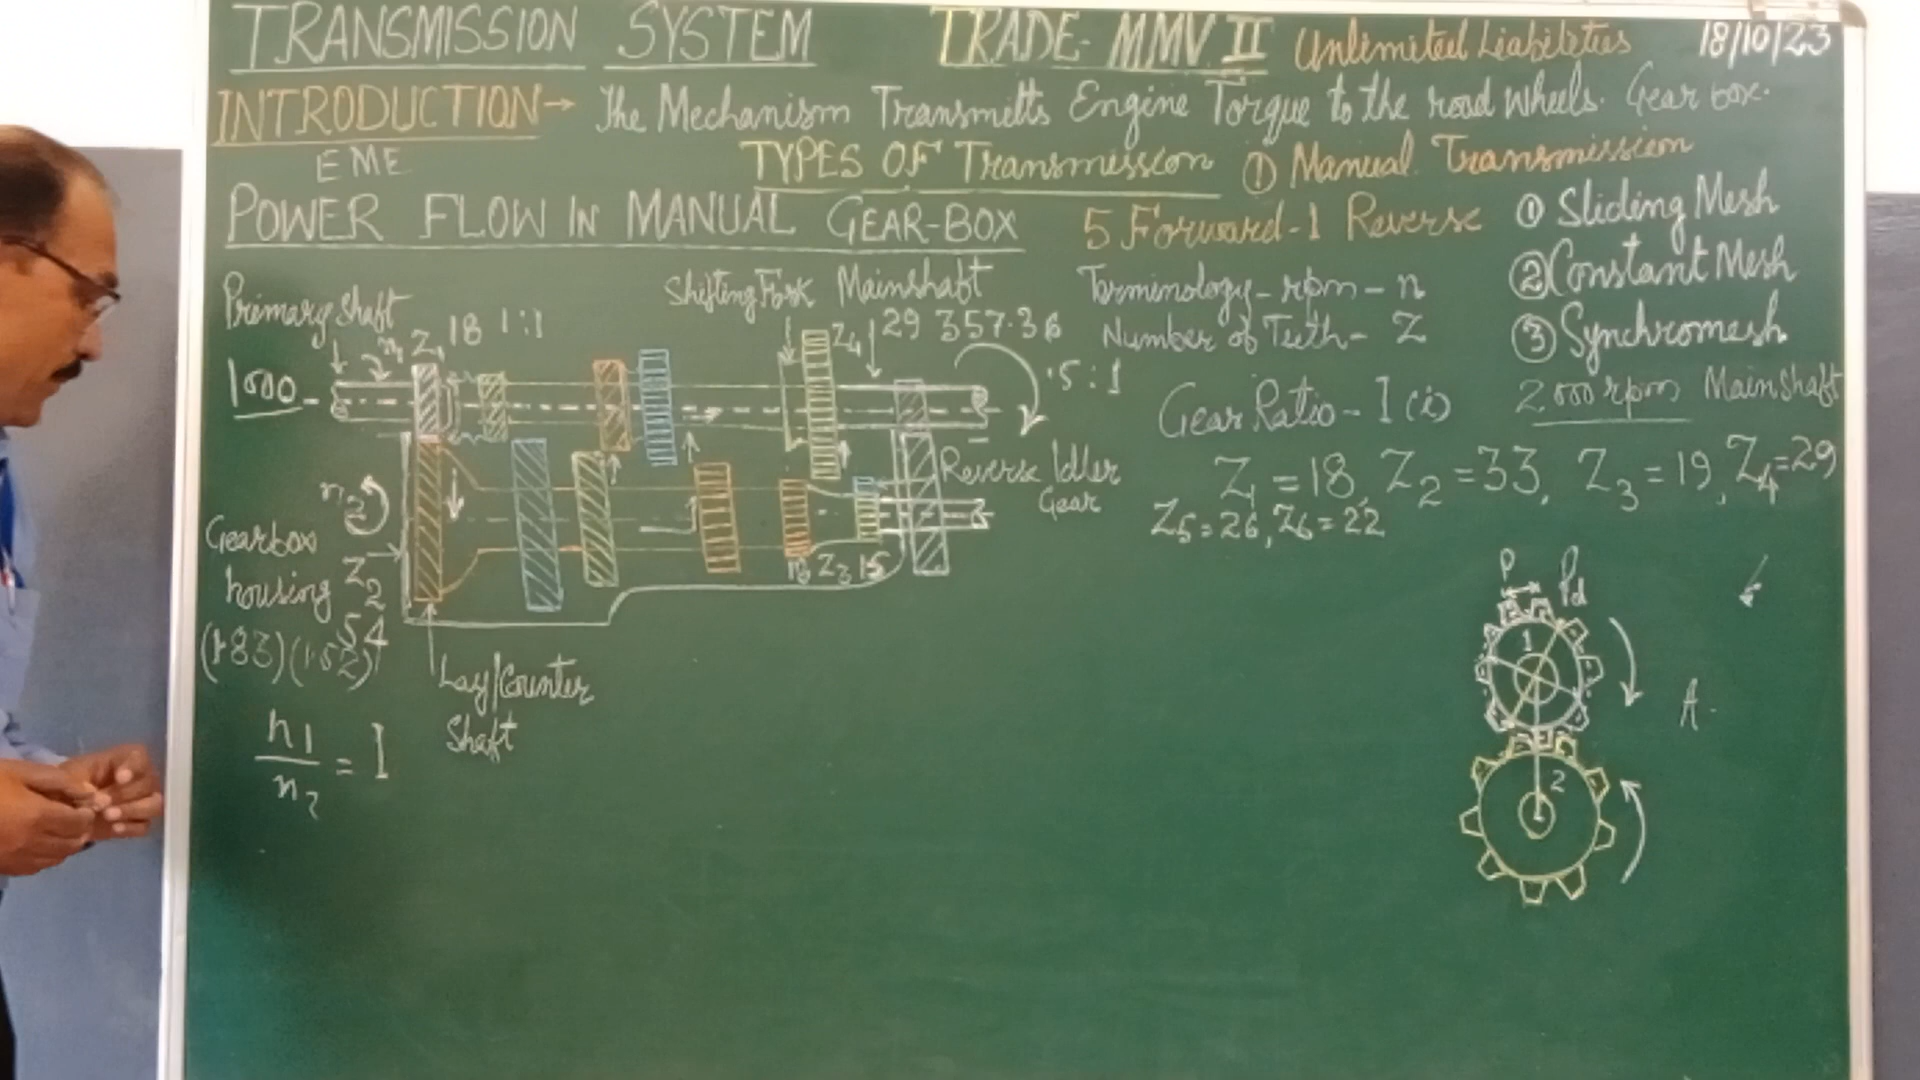 TRANSMISSION SYSTEM TRADE- MMV II Unlimited Liabilities 18/10/23
INTRODUCTION→ The Mechanism Transmitts Engine Torque to the road wheels. Gear box.
EME
TYPES OF Transmission ① Manual Transmission
POWER FLOW IN MANUAL GEAR-BOX 5 Forward-1 Reverse
① Sliding Mesh
② Constant Mesh
③ Synchromesh
Primary shaft
Shifting Fork Mainshaft
Terminology- rpm - n
Number of Teeth- Z
n1 Z1 18 1:1
Z4 29 357.36
1000
.5:1
Gear Ratio- I (i)
2000 rpm Mainshaft
Z1 = 18, Z2 = 33, Z3 = 19, Z4 = 29
Z5 = 26, Z6 = 22
Reverse Idler
Gear
n2
Gearbox
housing
Z2
54
Z3 15
(1.83) (1.52)
Lay/Counter
Shaft
n1
n2 = I
P Pd
1
2
A -